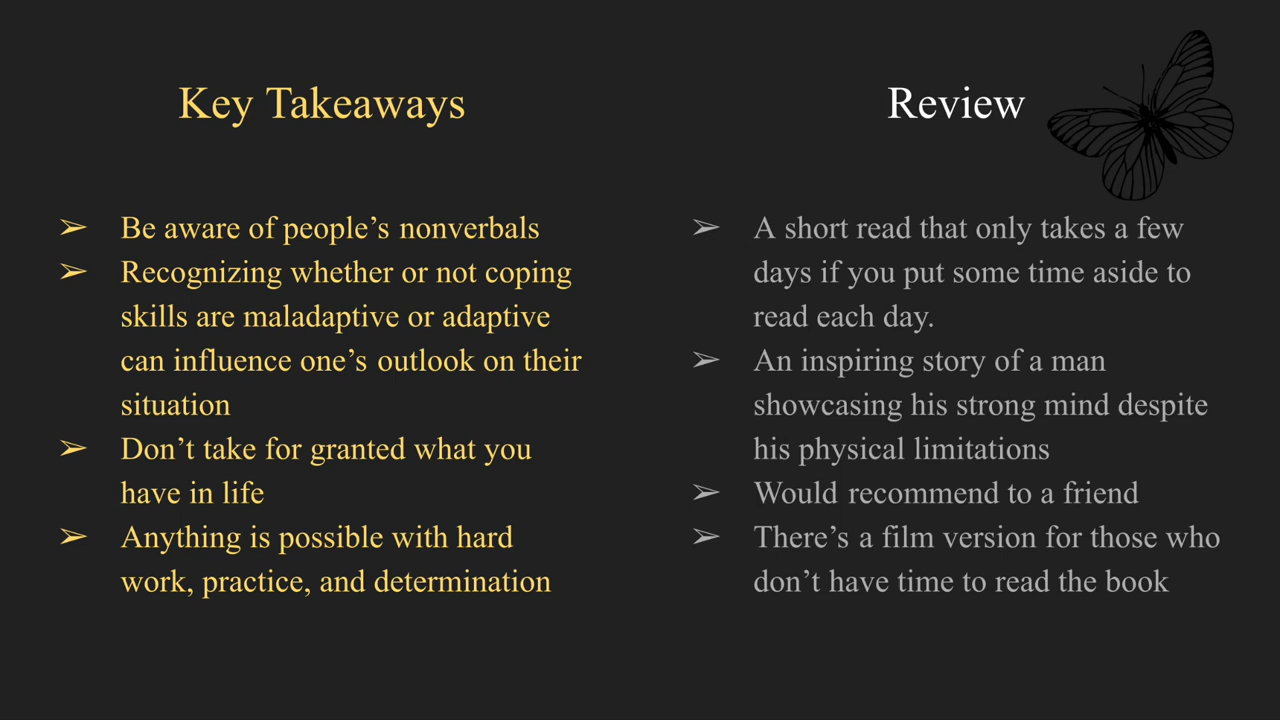 Key Takeaways
➢ Be aware of people’s nonverbals
➢ Recognizing whether or not coping
skills are maladaptive or adaptive
can influence one’s outlook on their
situation
➢ Don’t take for granted what you
have in life
➢ Anything is possible with hard
work, practice, and determination
Review
➢ A short read that only takes a few
days if you put some time aside to
read each day.
➢ An inspiring story of a man
showcasing his strong mind despite
his physical limitations
➢ Would recommend to a friend
➢ There’s a film version for those who
don’t have time to read the book